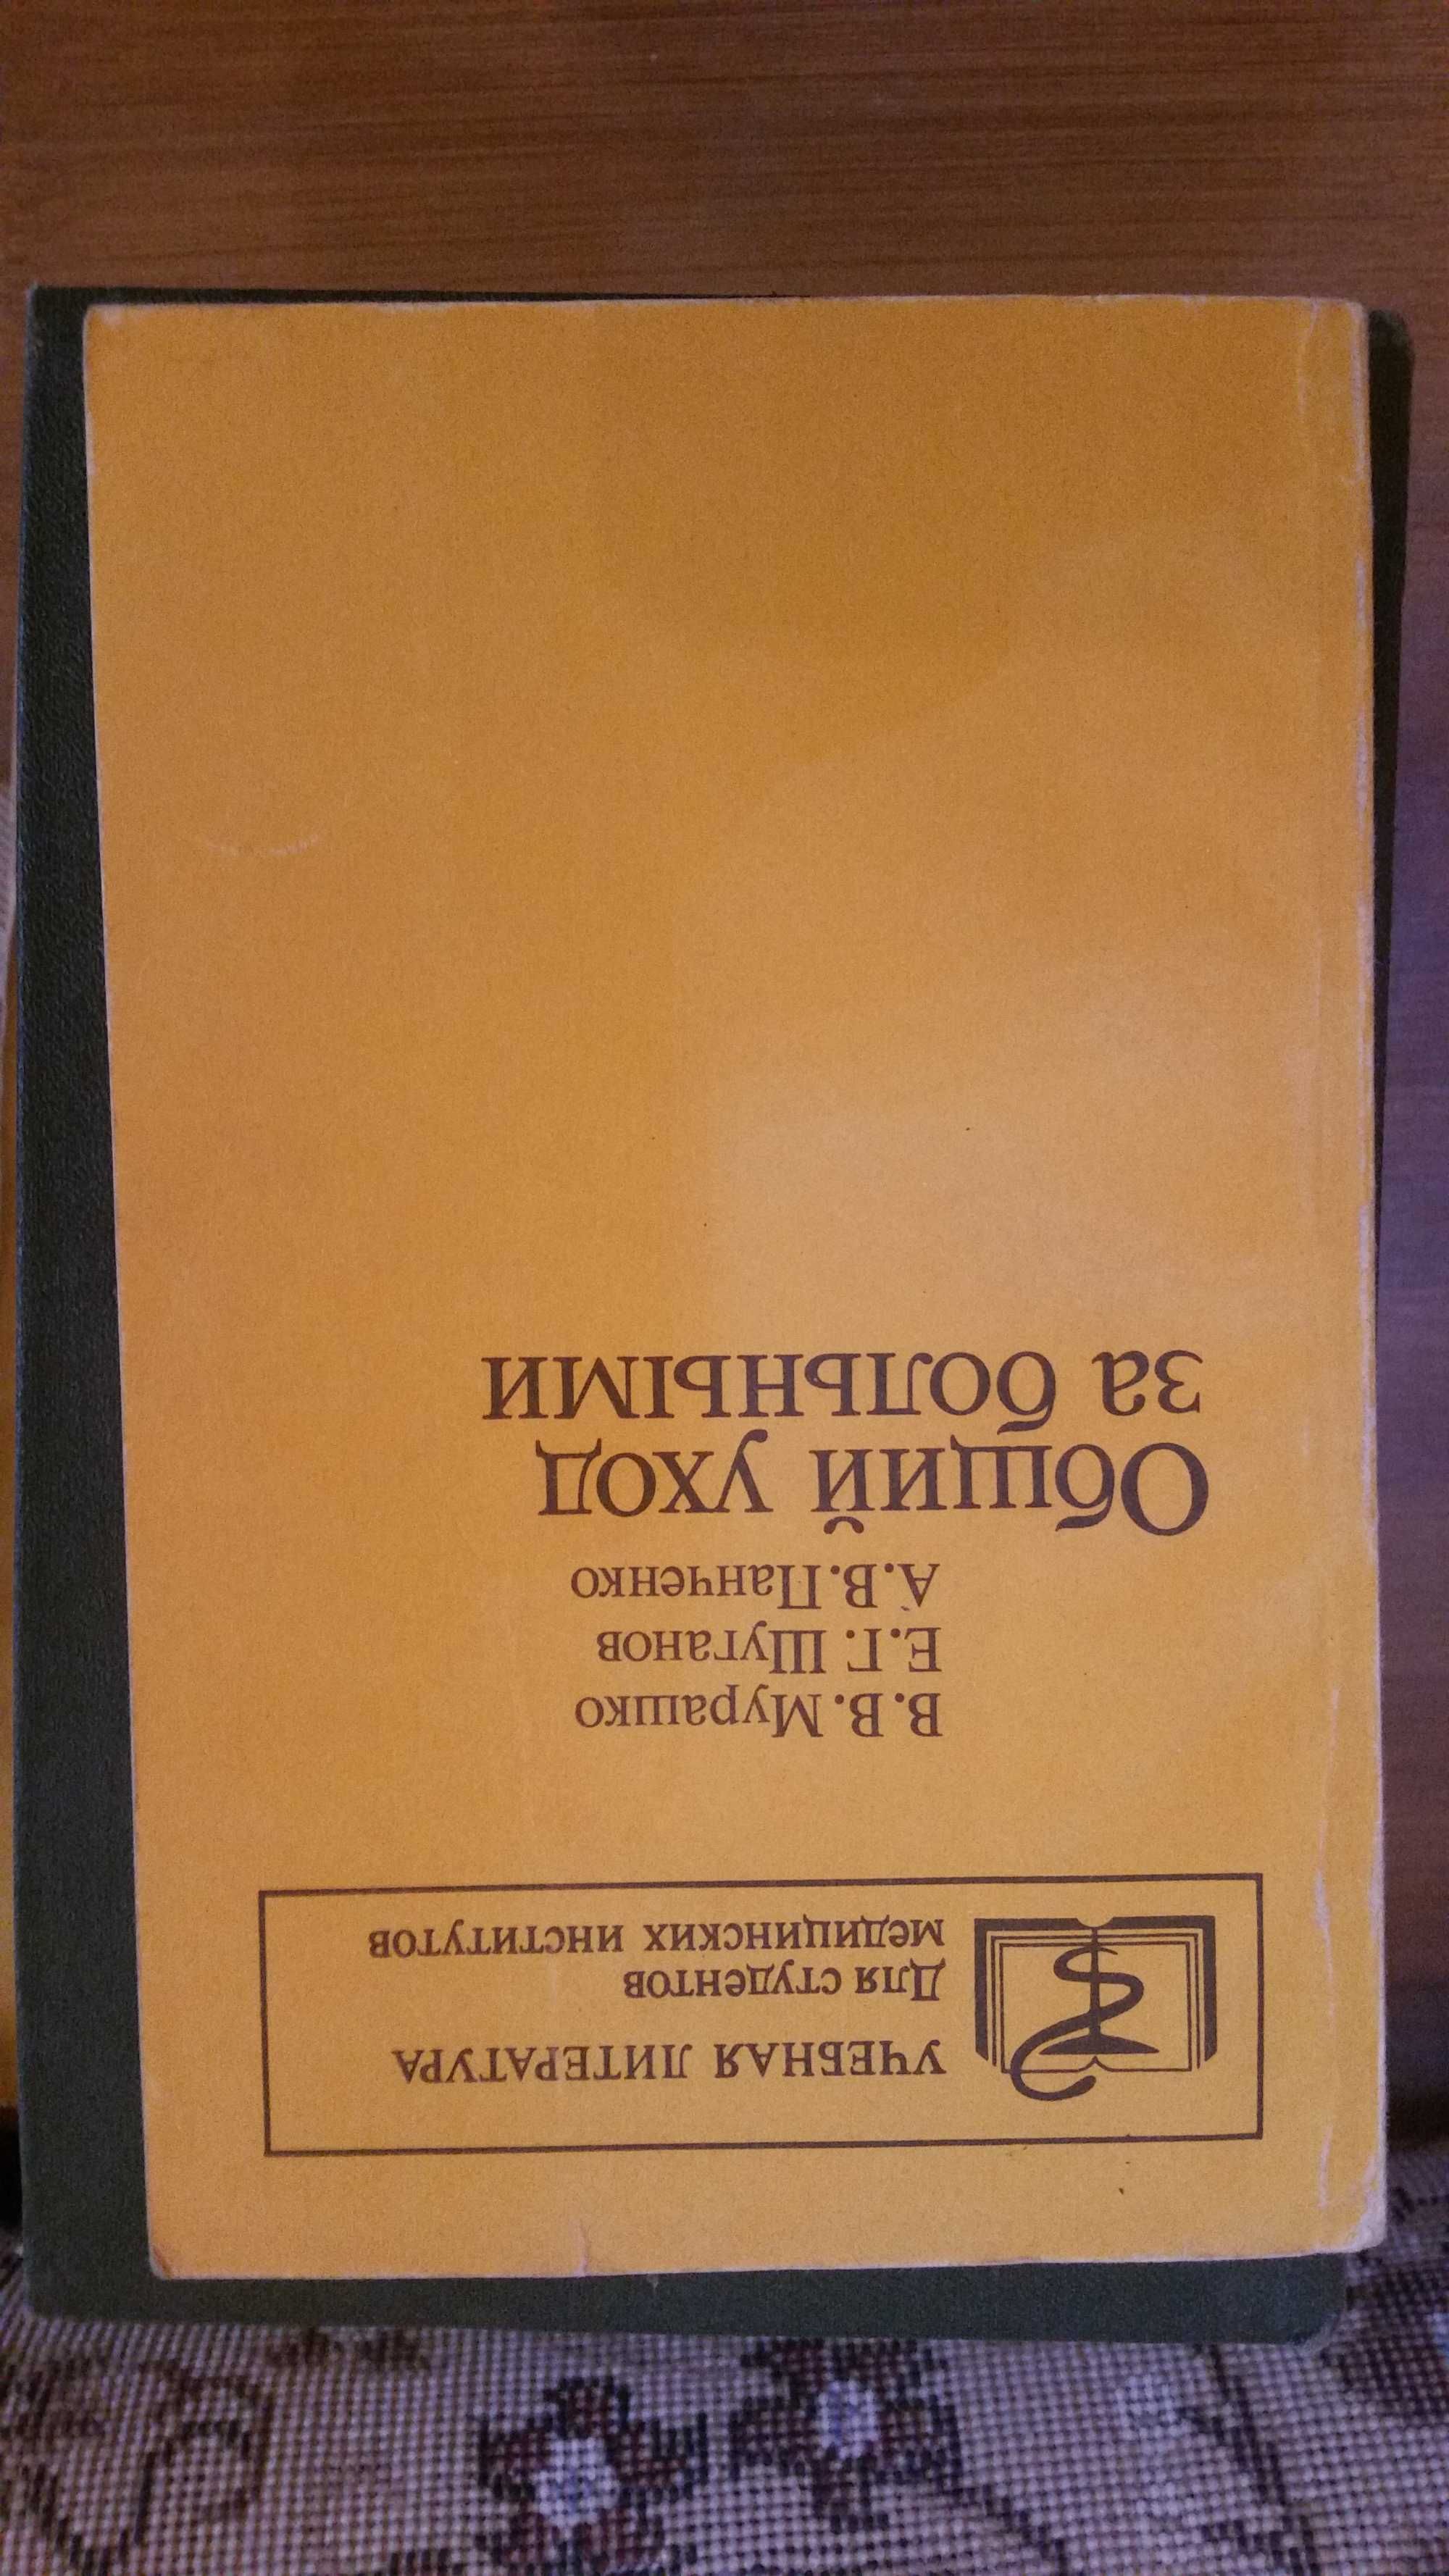 УЧЕБНАЯ ЛИТЕРАТУРА
Для студентов
медицинских институтов
В.В.Мурашко
Е.Г. Шуганов
А.В.Панченко
Общий уход
за больными